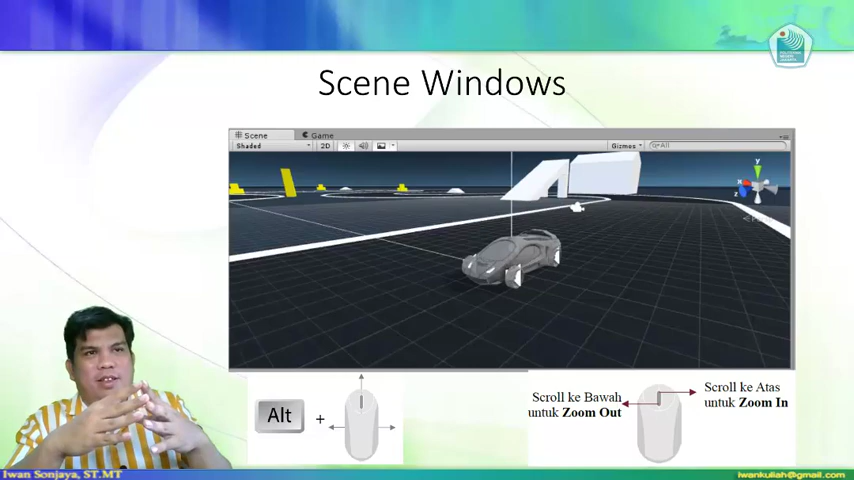 Scene Windows
Scene
Game
Shaded
2D
Gizmos
All
y
x
z
Alt
+
Scroll ke Bawah
untuk Zoom Out
Scroll ke Atas
untuk Zoom In
Iwan Sonjaya, ST.MT
iwankuliah@gmail.com